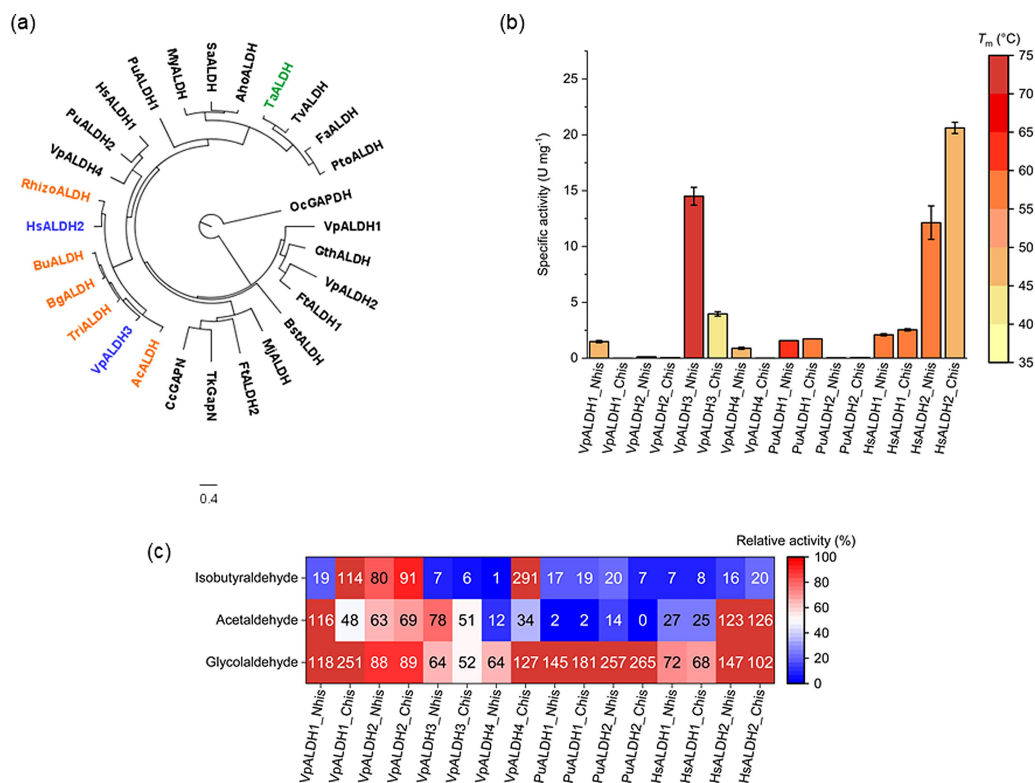 (a)
PuALDH1
MyALDH
SaALDH
AhoALDH
TaALDH
TvALDH
FaALDH
PtoALDH
HsALDH1
PuALDH2
VpALDH4
RhizoALDH
HsALDH2
BuALDH
BgALDH
TriALDH
VpALDH3
AcALDH
CcGAPN
TkGapN
FtALDH2
MjALDH
BstALDH
FtALDH1
VpALDH2
GthALDH
VpALDH1
OcGAPDH
0.4
(b)
Specific activity (U mg⁻¹)
25
20
15
10
5
0
VpALDH1_Nhis
VpALDH1_Chis
VpALDH2_Nhis
VpALDH2_Chis
VpALDH3_Nhis
VpALDH3_Chis
VpALDH4_Nhis
VpALDH4_Chis
PuALDH1_Nhis
PuALDH1_Chis
PuALDH2_Nhis
PuALDH2_Chis
HsALDH1_Nhis
HsALDH1_Chis
HsALDH2_Nhis
HsALDH2_Chis
Tm (°C)
75
70
65
60
55
50
45
40
35
(c)
Relative activity (%)
Isobutyraldehyde 19 114 80 91 7 6 1 291 17 19 20 7 7 8 16 20
Acetaldehyde 116 48 63 69 78 51 12 34 2 2 14 0 27 25 123 126
Glycolaldehyde 118 251 88 89 64 52 64 127 145 181 257 265 72 68 147 102
100
80
60
40
20
0
VpALDH1_Nhis
VpALDH1_Chis
VpALDH2_Nhis
VpALDH2_Chis
VpALDH3_Nhis
VpALDH3_Chis
VpALDH4_Nhis
VpALDH4_Chis
PuALDH1_Nhis
PuALDH1_Chis
PuALDH2_Nhis
PuALDH2_Chis
HsALDH1_Nhis
HsALDH1_Chis
HsALDH2_Nhis
HsALDH2_Chis